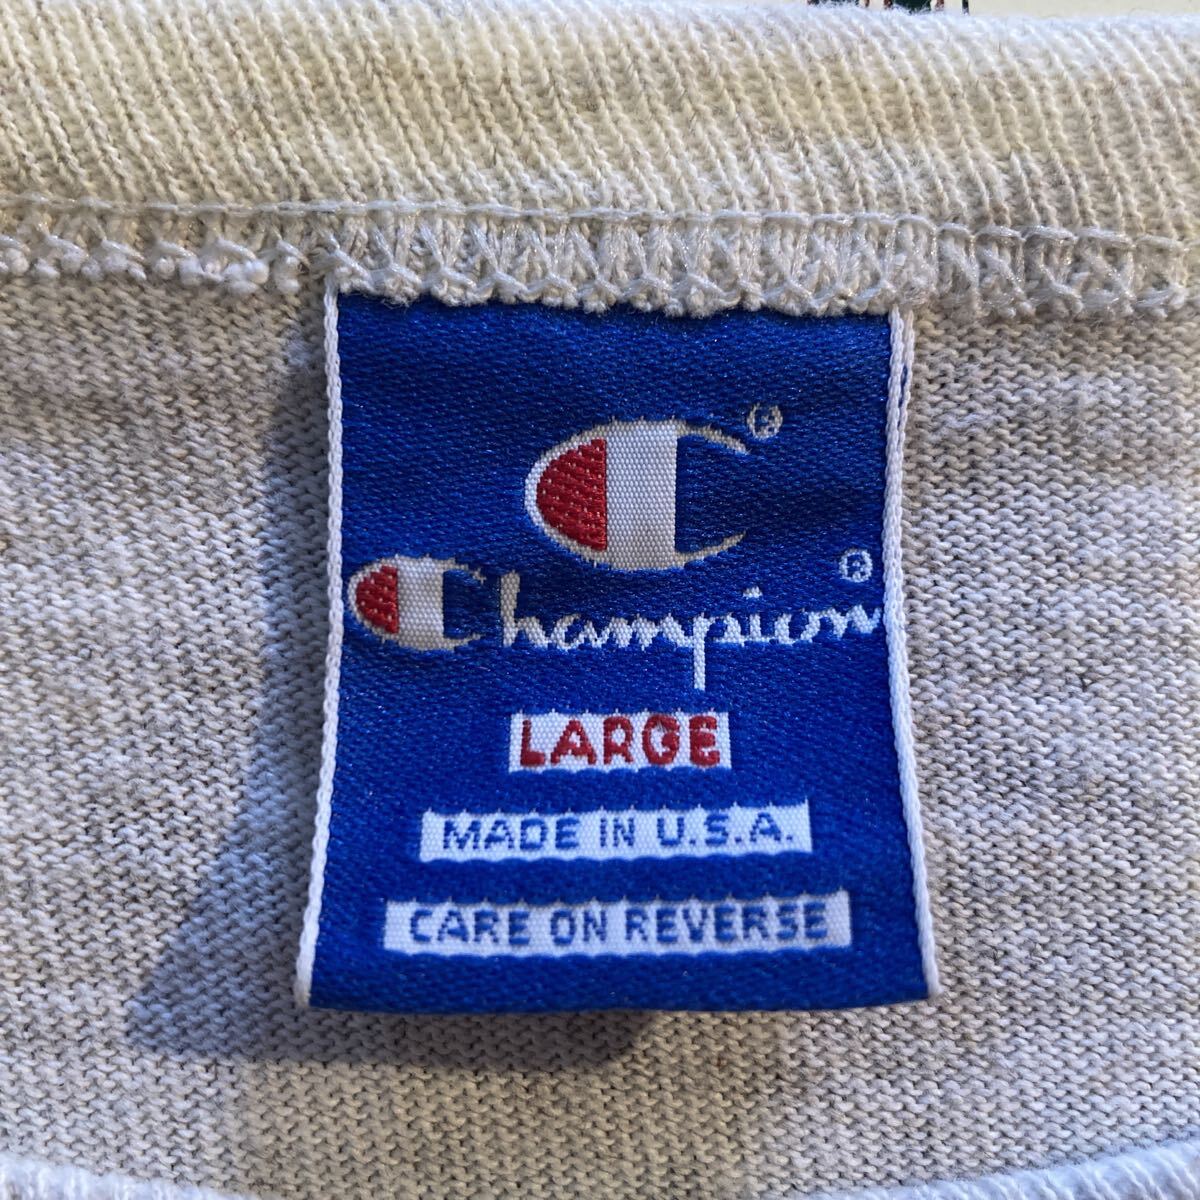 C®
Champion®
LARGE
MADE IN U.S.A.
CARE ON REVERSE